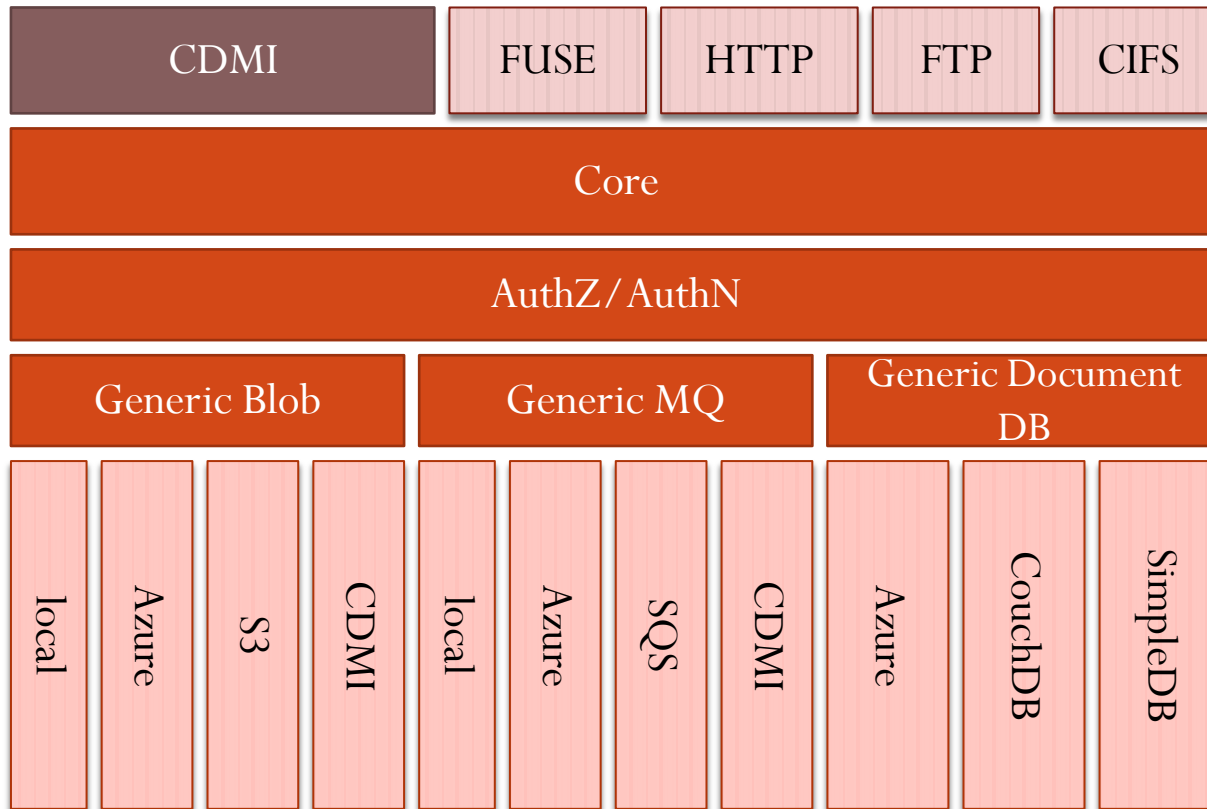 CDMI
FUSE
HTTP
FTP
CIFS
Core
AuthZ/AuthN
Generic Blob
Generic MQ
Generic Document
DB
local
Azure
S3
CDMI
local
Azure
SQS
CDMI
Azure
CouchDB
SimpleDB